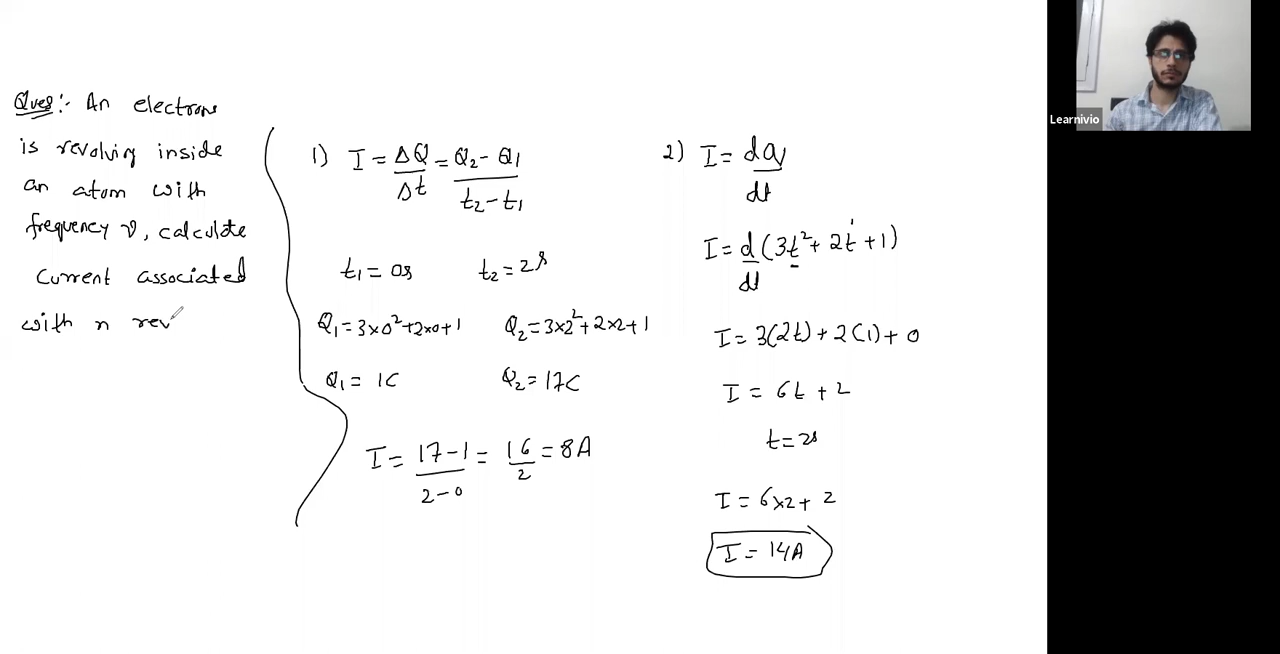 Ques:- An electron
is revolving inside
an atom with
frequency ν, calculate
current associated
with n rev
1) I = ΔQ/Δt = Q₂ - Q₁/t₂ - t₁
t₁ = 0s t₂ = 2s
Q₁ = 3×0² + 2×0 + 1 Q₂ = 3×2² + 2×2 + 1
Q₁ = 1C Q₂ = 17C
I = 17 - 1/2 - 0 = 16/2 = 8A
2) I = dq/dt
I = d/dt (3t² + 2t¹ + 1)
I = 3(2t) + 2(1) + 0
I = 6t + 2
t = 2s
I = 6×2 + 2
I = 14A
Learnivio